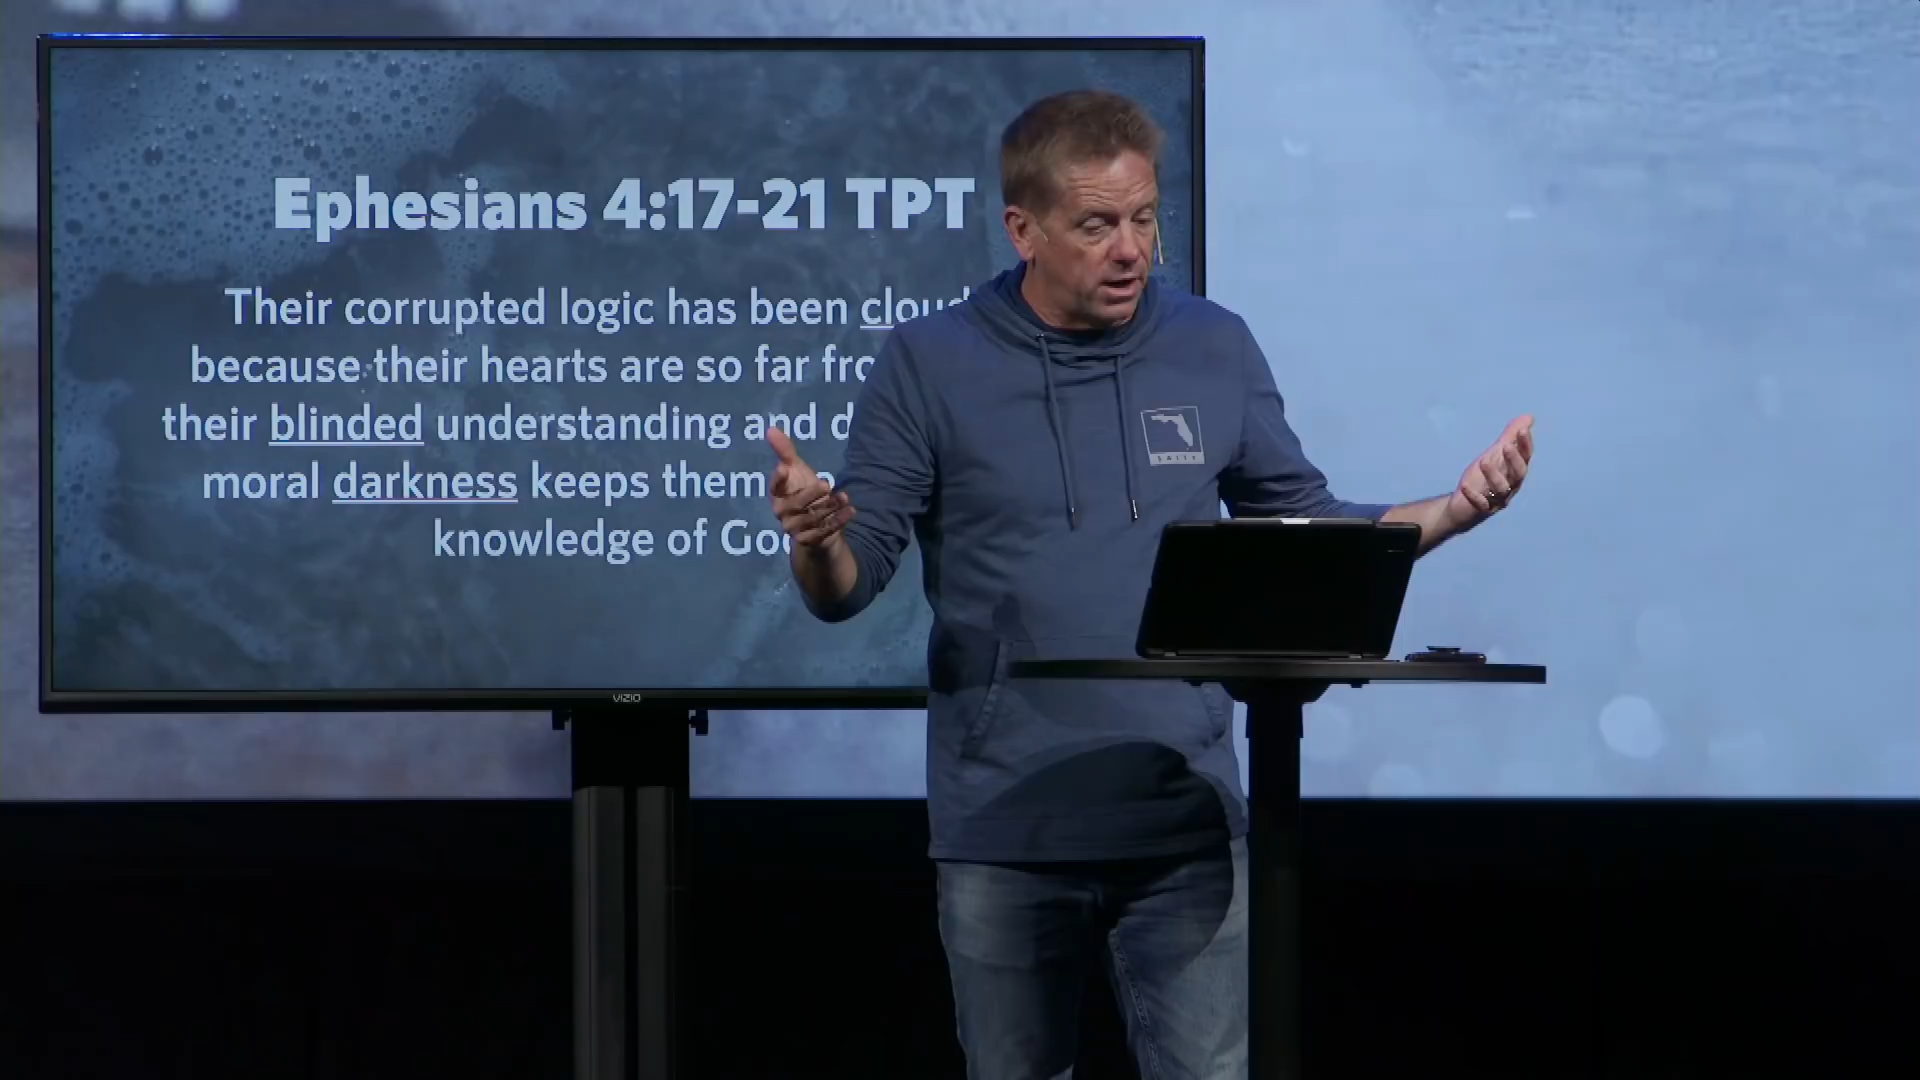 Ephesians 4:17-21 TPT
Their corrupted logic has been
because their hearts are so far
their blinded understanding and
moral darkness keeps them
knowledge of
VIZIO